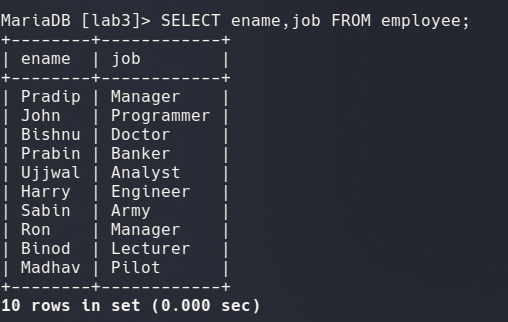 MariaDB [lab3]> SELECT ename,job FROM employee;
+--------+------------+
| ename  | job        |
+--------+------------+
| Pradip | Manager    |
| John   | Programmer |
| Bishnu | Doctor     |
| Prabin | Banker     |
| Ujjwal | Analyst    |
| Harry  | Engineer   |
| Sabin  | Army       |
| Ron    | Manager    |
| Binod  | Lecturer   |
| Madhav | Pilot      |
+--------+------------+
10 rows in set (0.000 sec)